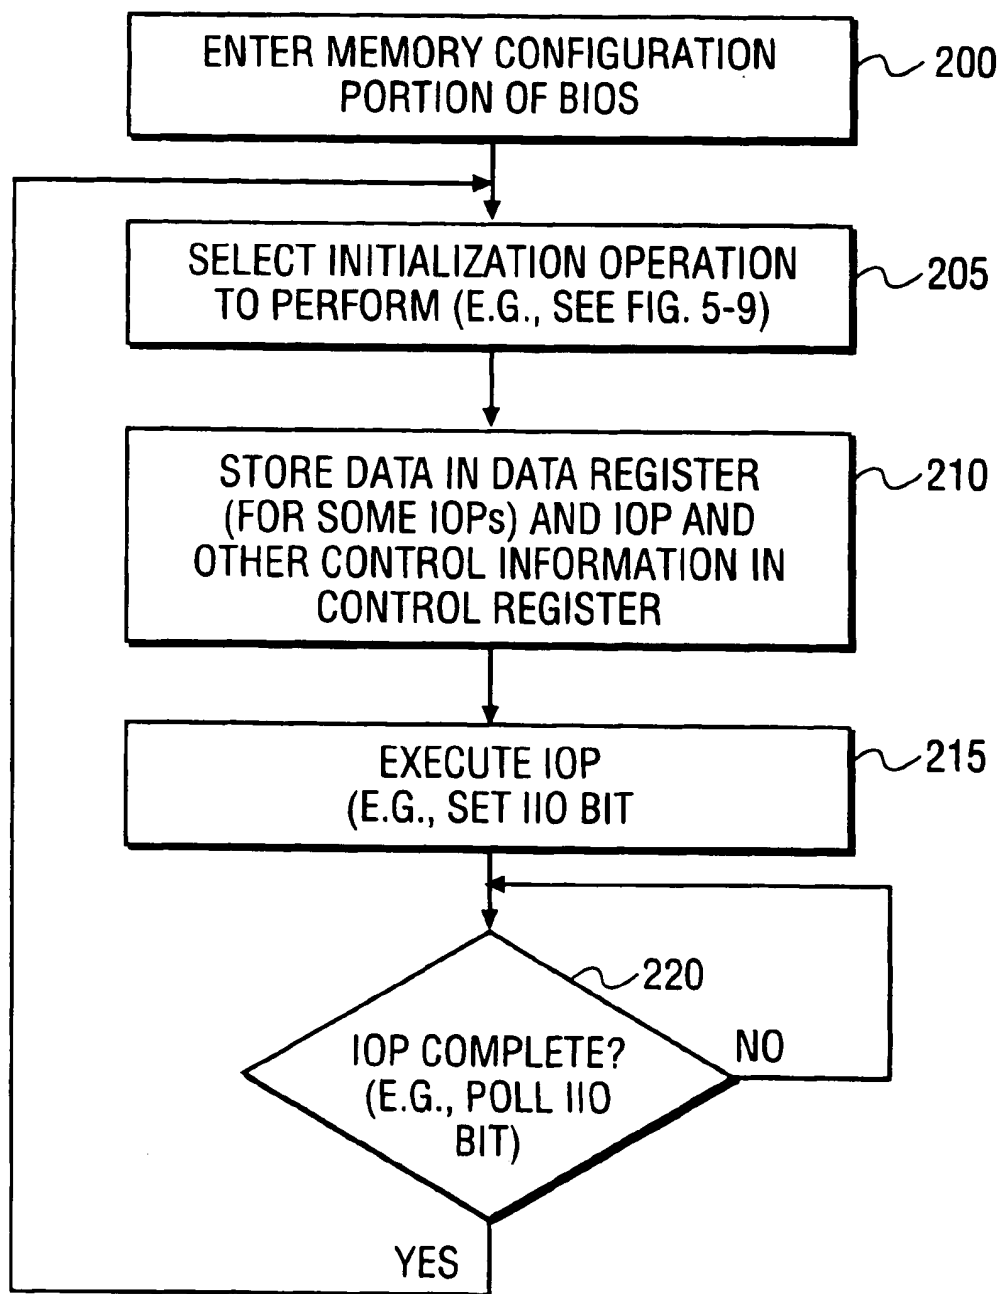 ENTER MEMORY CONFIGURATION
PORTION OF BIOS
200
SELECT INITIALIZATION OPERATION
TO PERFORM (E.G., SEE FIG. 5-9)
205
STORE DATA IN DATA REGISTER
(FOR SOME IOPs) AND IOP AND
OTHER CONTROL INFORMATION IN
CONTROL REGISTER
210
EXECUTE IOP
(E.G., SET IIO BIT
215
220
IOP COMPLETE?
(E.G., POLL IIO
BIT)
NO
YES